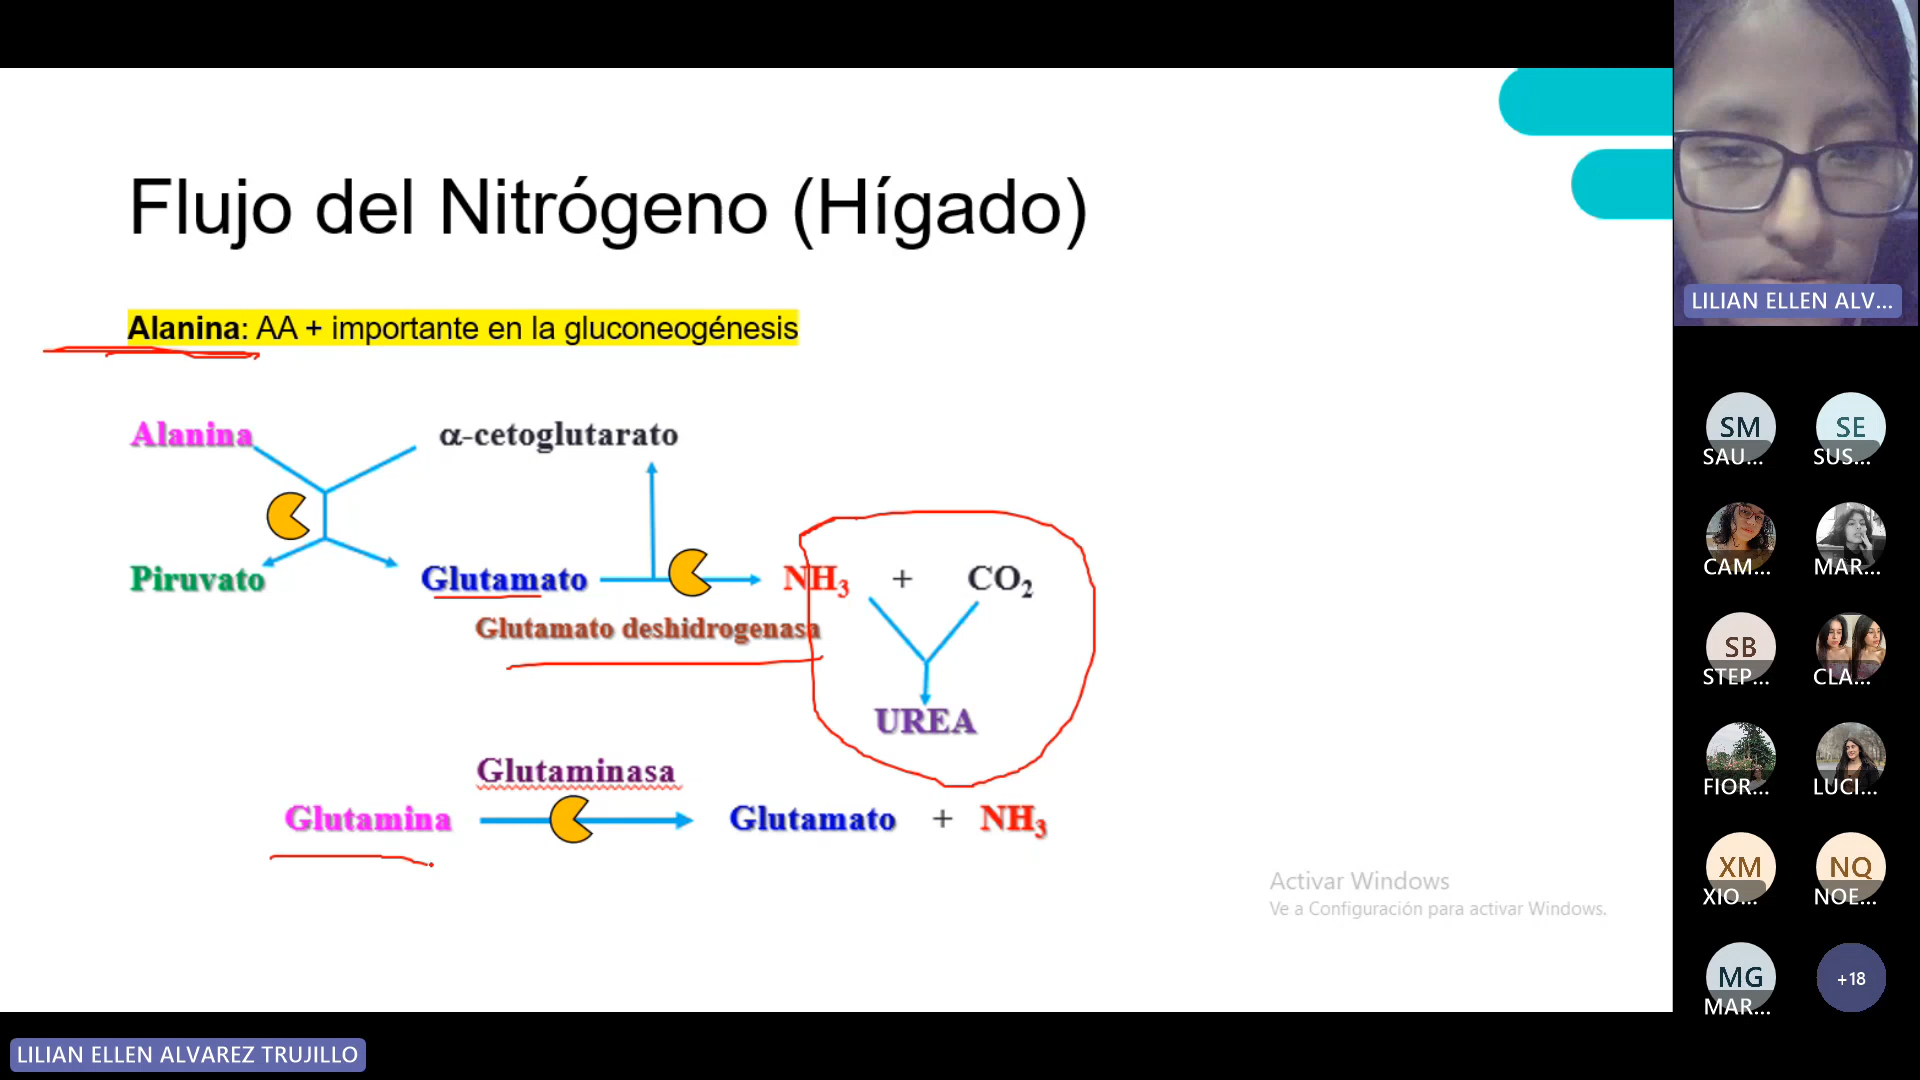 Flujo del Nitrógeno (Hígado)
Alanina: AA + importante en la gluconeogénesis
Alanina
α-cetoglutarato
Piruvato
Glutamato
NH3 + CO2
Glutamato deshidrogenasa
UREA
Glutaminasa
Glutamina
Glutamato + NH3
Activar Windows
Ve a Configuración para activar Windows.
LILIAN ELLEN ALV...
SM
SAU...
SE
SUS...
CAM...
MAR...
SB
STEP...
CLA...
FIOR...
LUCI...
XM
XIO...
NQ
NOE...
MG
MAR...
+18
LILIAN ELLEN ALVAREZ TRUJILLO